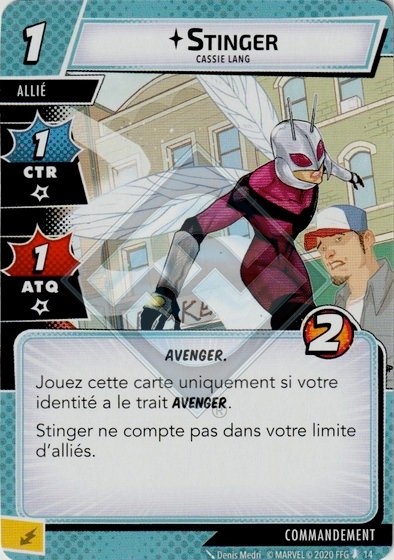 1
✦STINGER
CASSIE LANG
ALLIÉ
1
CTR
1
ATQ
KE
2
AVENGER.
Jouez cette carte uniquement si votre
identité a le trait AVENGER.
Stinger ne compte pas dans votre limite
d'alliés.
®
COMMANDEMENT
Denis Medri © MARVEL © 2020 FFG 14